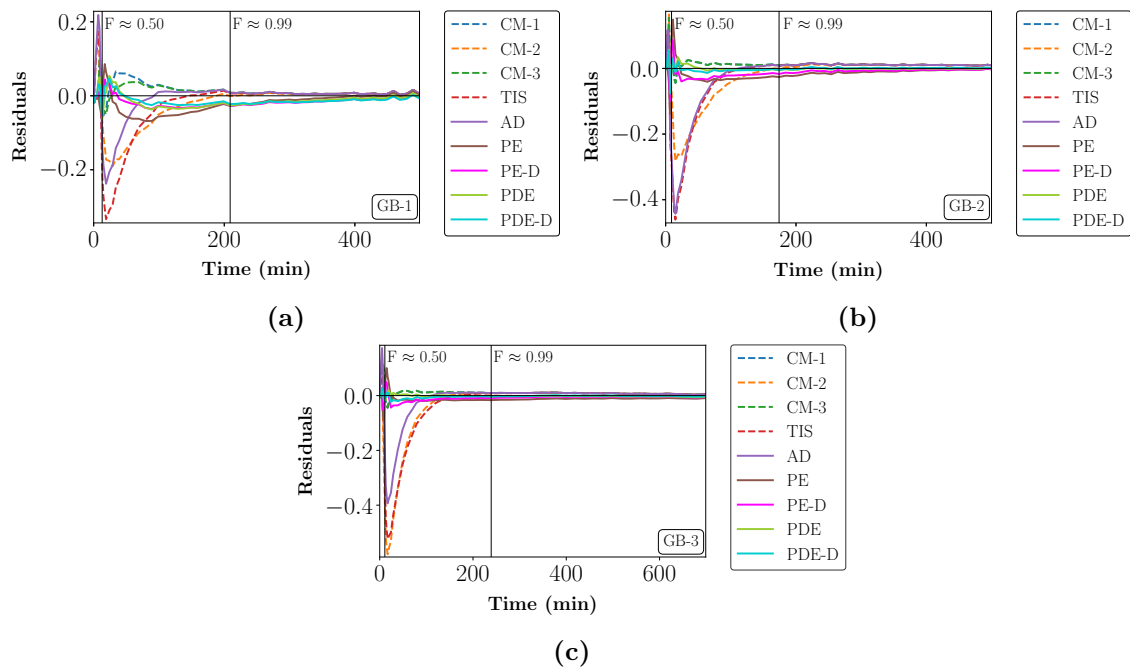 F ≈ 0.50 F ≈ 0.99
0.2
0.0
−0.2
Residuals
GB-1
0 200 400
Time (min)
CM-1
CM-2
CM-3
TIS
AD
PE
PE-D
PDE
PDE-D
(a)
F ≈ 0.50 F ≈ 0.99
0.0
−0.2
−0.4
Residuals
GB-2
0 200 400
Time (min)
CM-1
CM-2
CM-3
TIS
AD
PE
PE-D
PDE
PDE-D
(b)
F ≈ 0.50 F ≈ 0.99
0.0
−0.2
−0.4
Residuals
GB-3
0 200 400 600
Time (min)
CM-1
CM-2
CM-3
TIS
AD
PE
PE-D
PDE
PDE-D
(c)